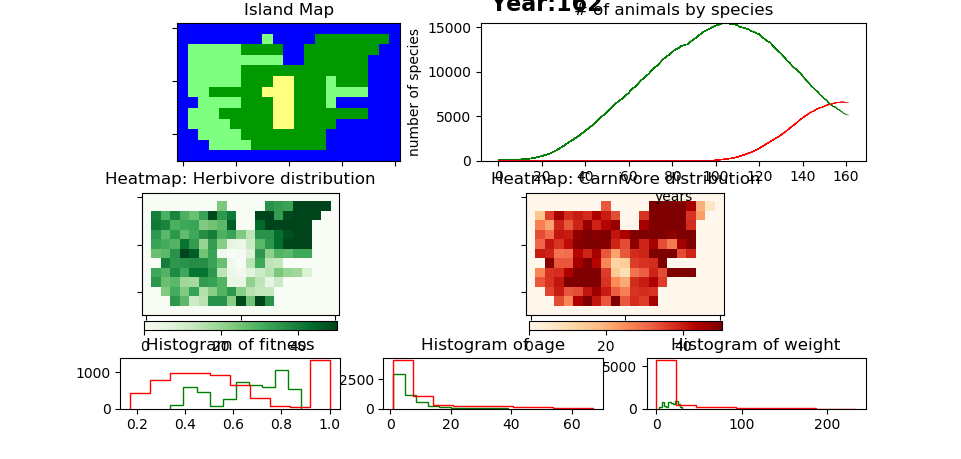 Year:162
Island Map
# of animals by species
number of species
15000
10000
5000
0
0 20 40 60 80 100 120 140 160
years
Heatmap: Herbivore distribution
Heatmap: Carnivore distribution
0 20 40
0 20 40
Histogram of fitness
Histogram of age
Histogram of weight
1000
0
0.2 0.4 0.6 0.8 1.0
2500
0
0 20 40 60
5000
0
0 100 200